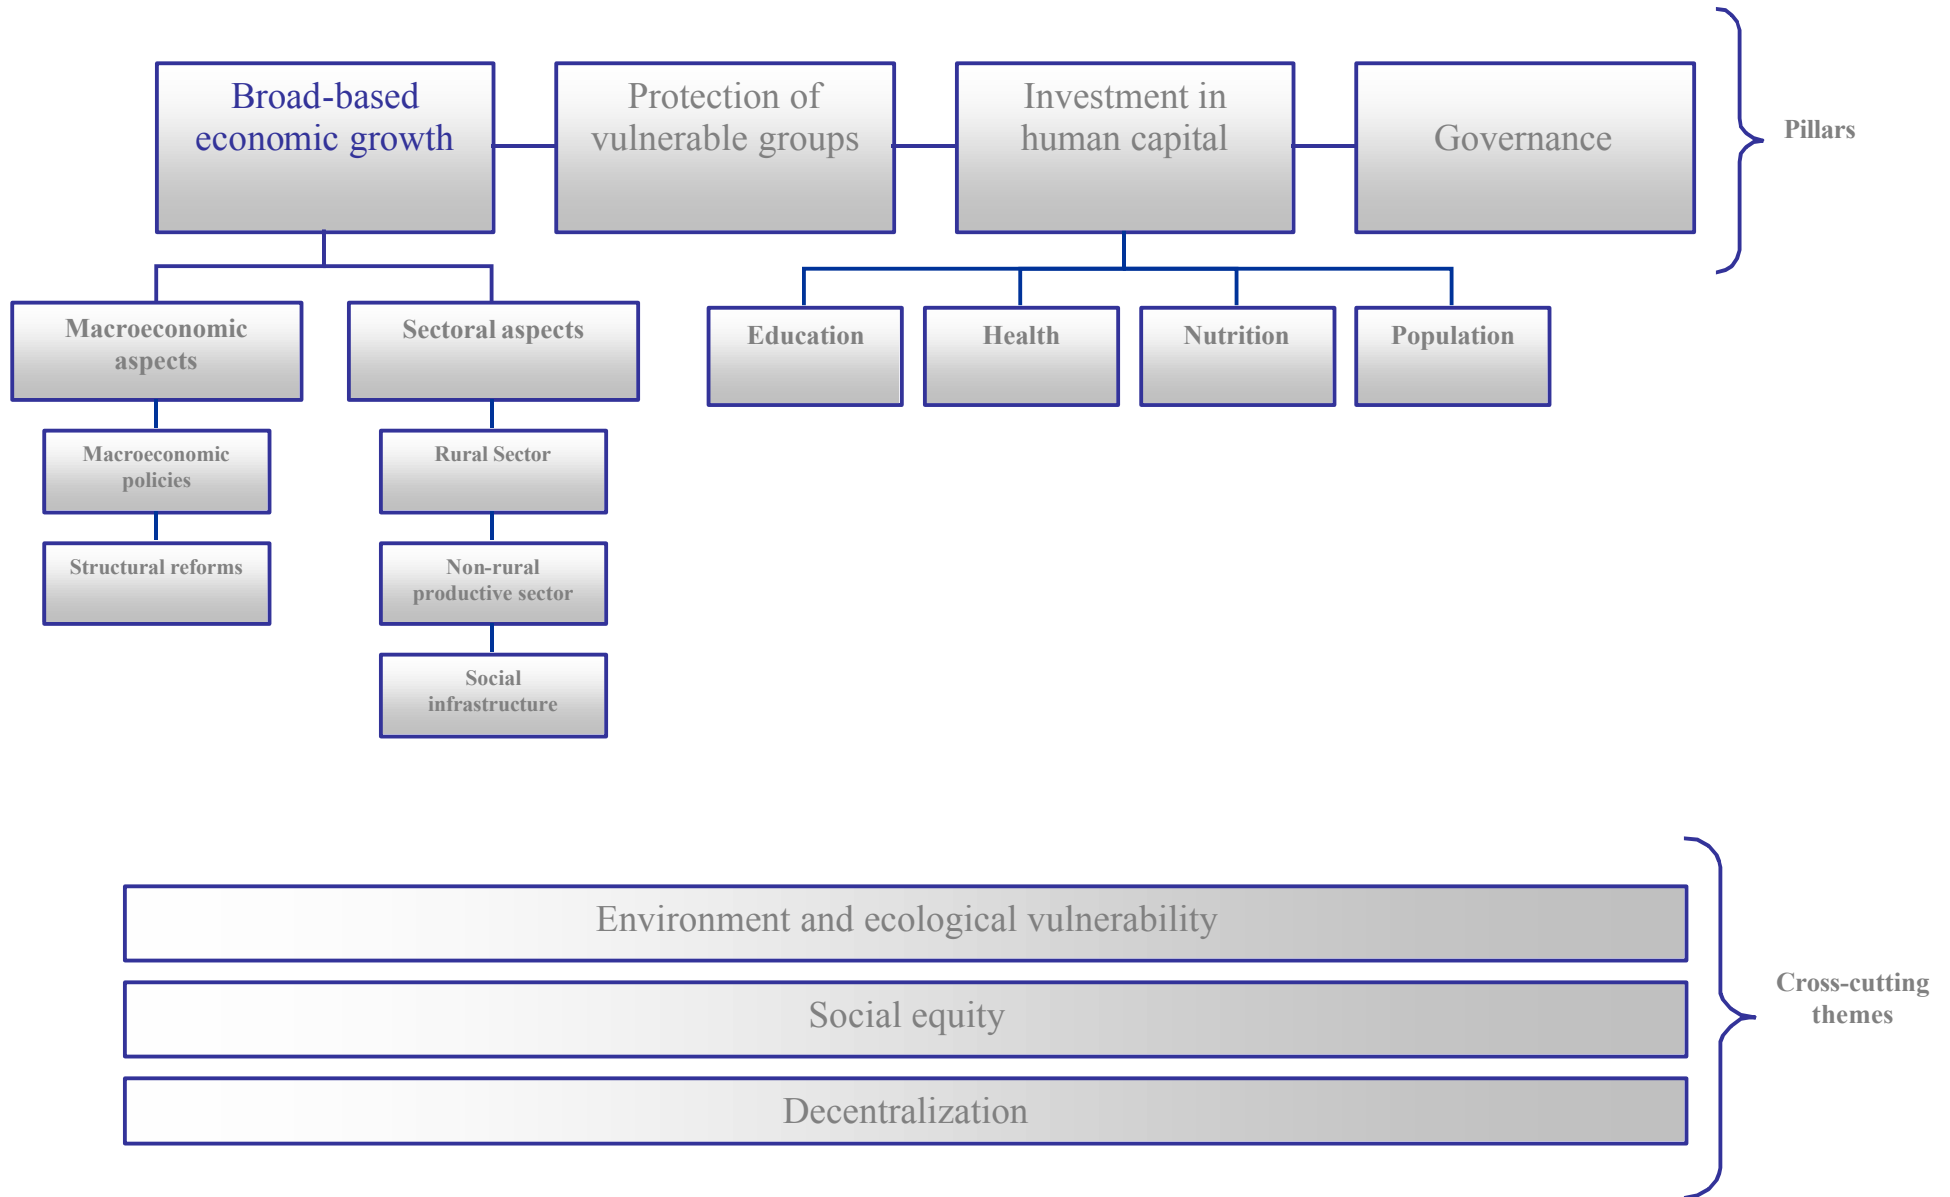 Broad-based
economic growth
Protection of
vulnerable groups
Investment in
human capital
Governance
Pillars
Macroeconomic
aspects
Sectoral aspects
Education
Health
Nutrition
Population
Macroeconomic
policies
Rural Sector
Structural reforms
Non-rural
productive sector
Social
infrastructure
Environment and ecological vulnerability
Social equity
Decentralization
Cross-cutting
themes